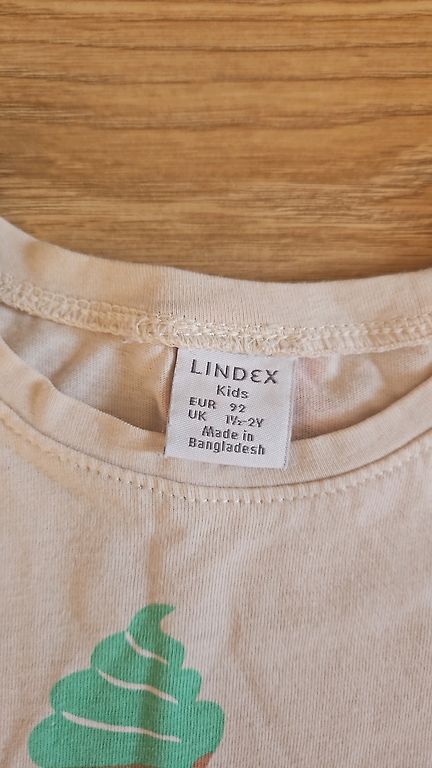 LINDEX
Kids
EUR 92
UK 1½-2Y
Made in
Bangladesh